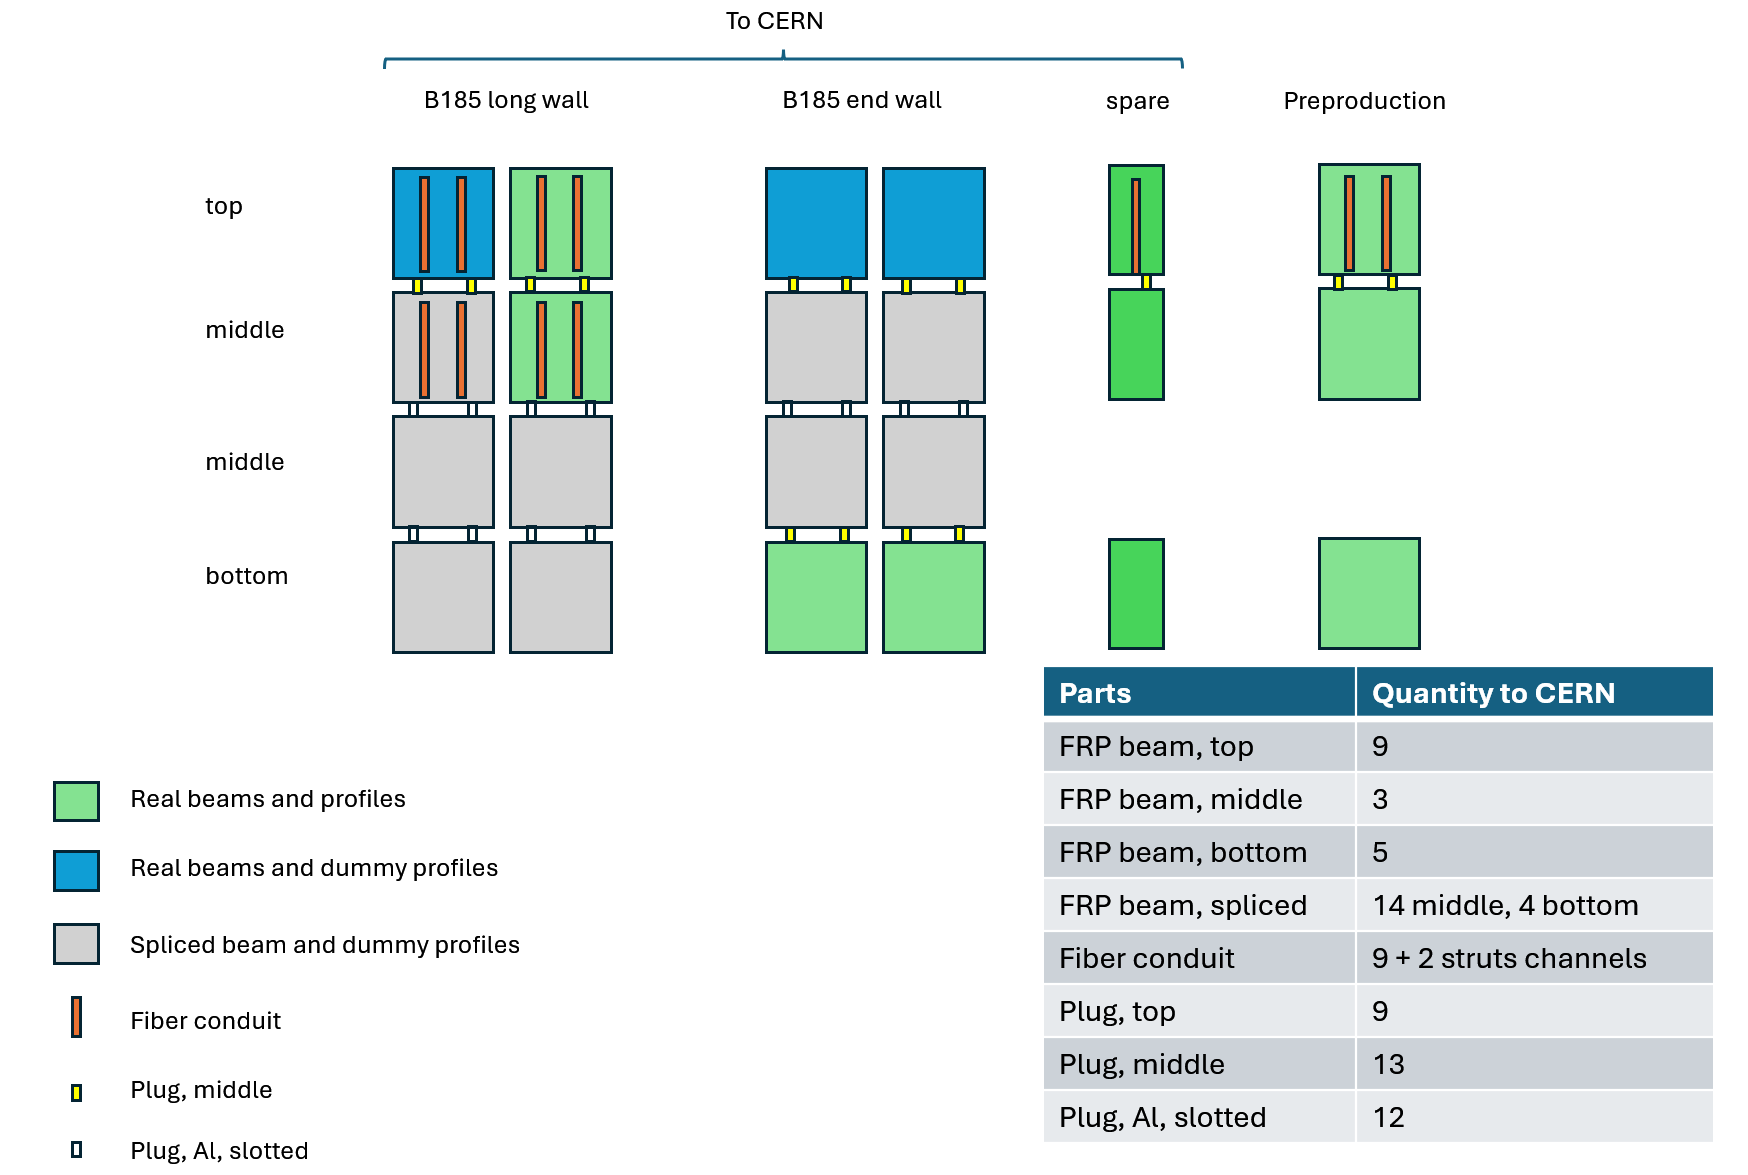 To CERN
B185 long wall
B185 end wall
spare
Preproduction
top
middle
middle
bottom
Parts Quantity to CERN
FRP beam, top 9
FRP beam, middle 3
FRP beam, bottom 5
FRP beam, spliced 14 middle, 4 bottom
Fiber conduit 9 + 2 struts channels
Plug, top 9
Plug, middle 13
Plug, Al, slotted 12
Real beams and profiles
Real beams and dummy profiles
Spliced beam and dummy profiles
Fiber conduit
Plug, middle
Plug, Al, slotted